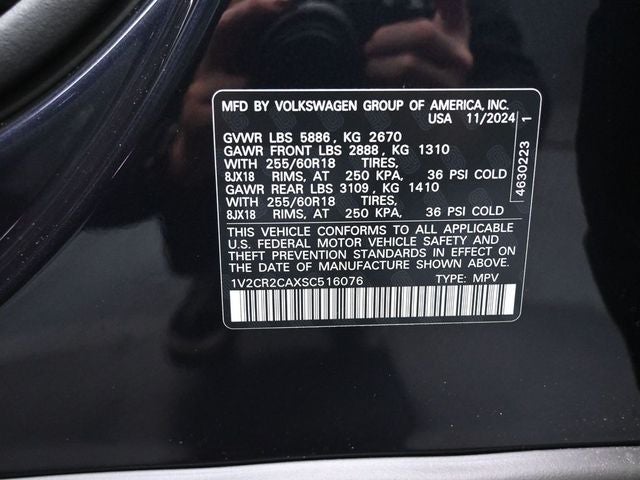 MFD BY VOLKSWAGEN GROUP OF AMERICA, INC.
USA 11/2024
GVWR LBS 5886, KG 2670
GAWR FRONT LBS 2888, KG 1310
WITH 255/60R18 TIRES,
8JX18 RIMS, AT 250 KPA, 36 PSI COLD
GAWR REAR LBS 3109, KG 1410
WITH 255/60R18 TIRES,
8JX18 RIMS, AT 250 KPA, 36 PSI COLD
THIS VEHICLE CONFORMS TO ALL APPLICABLE
U.S. FEDERAL MOTOR VEHICLE SAFETY AND
THEFT PREVENTION STANDARDS IN EFFECT ON
THE DATE OF MANUFACTURE SHOWN ABOVE.
1V2CR2CAXSC516076 TYPE: MPV
4630223 1